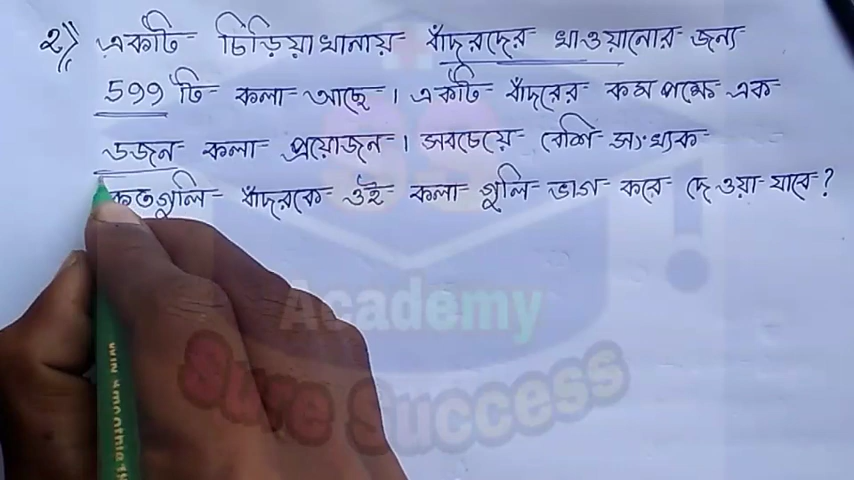 ২) একটি চিড়িয়াখানায় বাঁদরদের খাওয়ানোর জন্য
599 টি কলা আছে। একটি বাঁদরের কম পক্ষে এক
ডজন কলা প্রয়োজন। সবচেয়ে বেশি সংখ্যক
কতগুলি বাঁদরকে ওই কলা গুলি ভাগ করে দেওয়া যাবে?
Academy
Sure Success